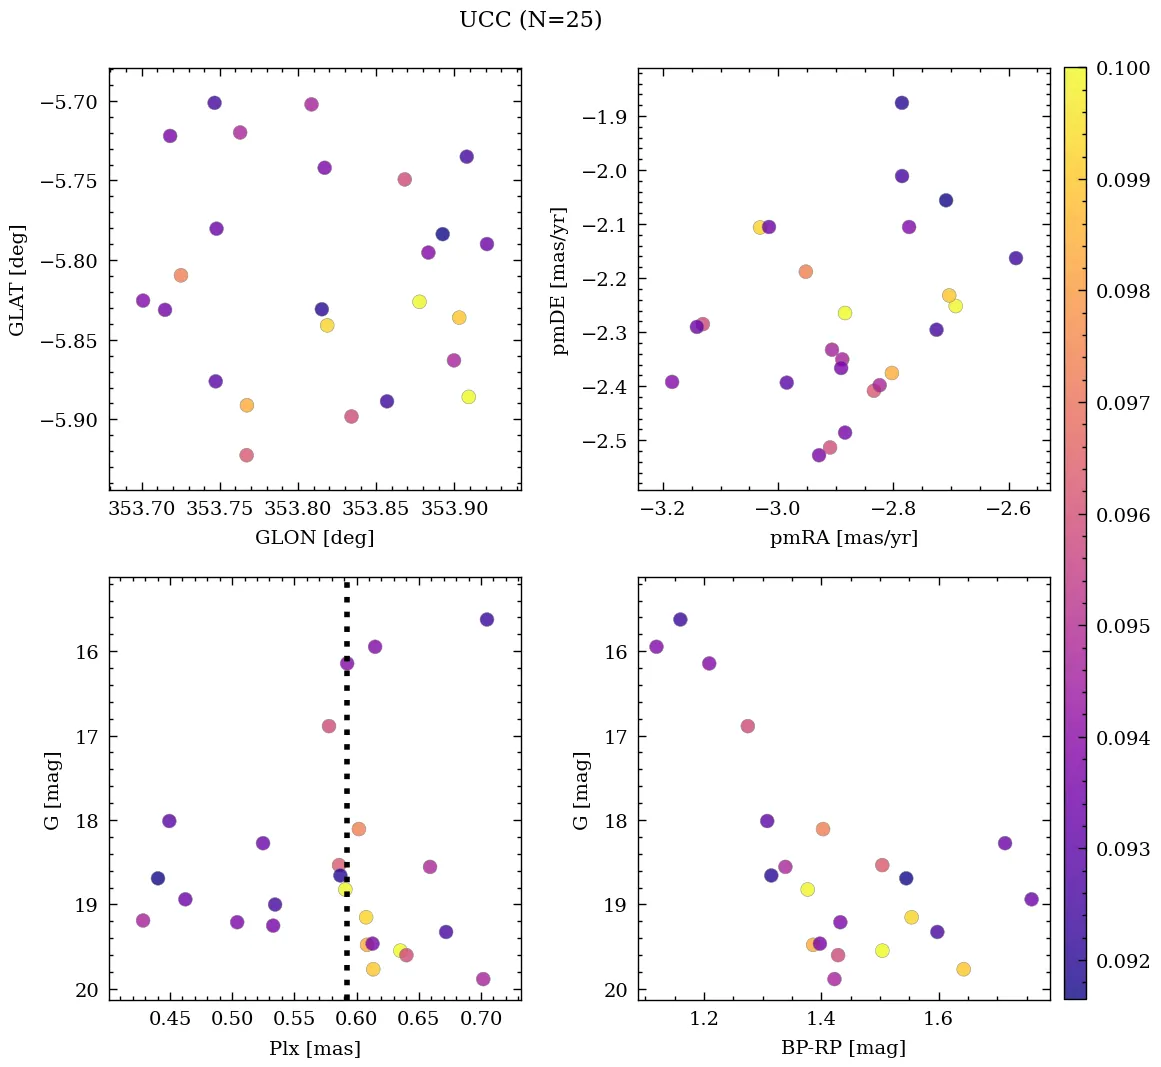 UCC (N=25)
−5.70
−5.75
−5.80
−5.85
−5.90
GLAT [deg]
353.70 353.75 353.80 353.85 353.90
GLON [deg]
−1.9
−2.0
−2.1
−2.2
−2.3
−2.4
−2.5
pmDE [mas/yr]
−3.2 −3.0 −2.8 −2.6
pmRA [mas/yr]
16
17
18
19
20
G [mag]
0.45 0.50 0.55 0.60 0.65 0.70
Plx [mas]
16
17
18
19
20
G [mag]
1.2 1.4 1.6
BP-RP [mag]
0.100
0.099
0.098
0.097
0.096
0.095
0.094
0.093
0.092